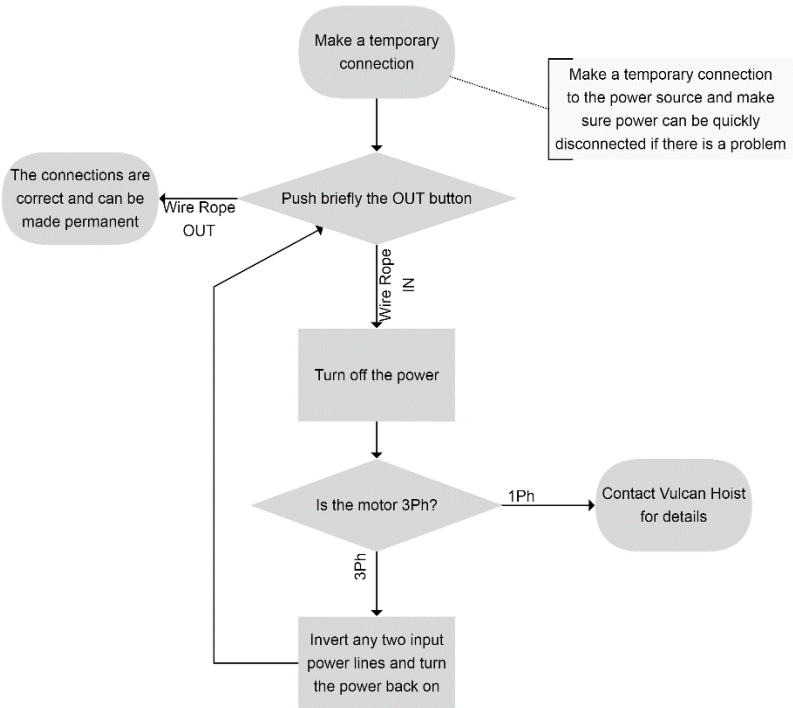 Make a temporary
connection
Make a temporary connection
to the power source and make
sure power can be quickly
disconnected if there is a problem
The connections are
correct and can be
made permanent
Wire Rope
OUT
Push briefly the OUT button
Wire Rope
IN
Turn off the power
Is the motor 3Ph?
1Ph
Contact Vulcan Hoist
for details
3Ph
Invert any two input
power lines and turn
the power back on